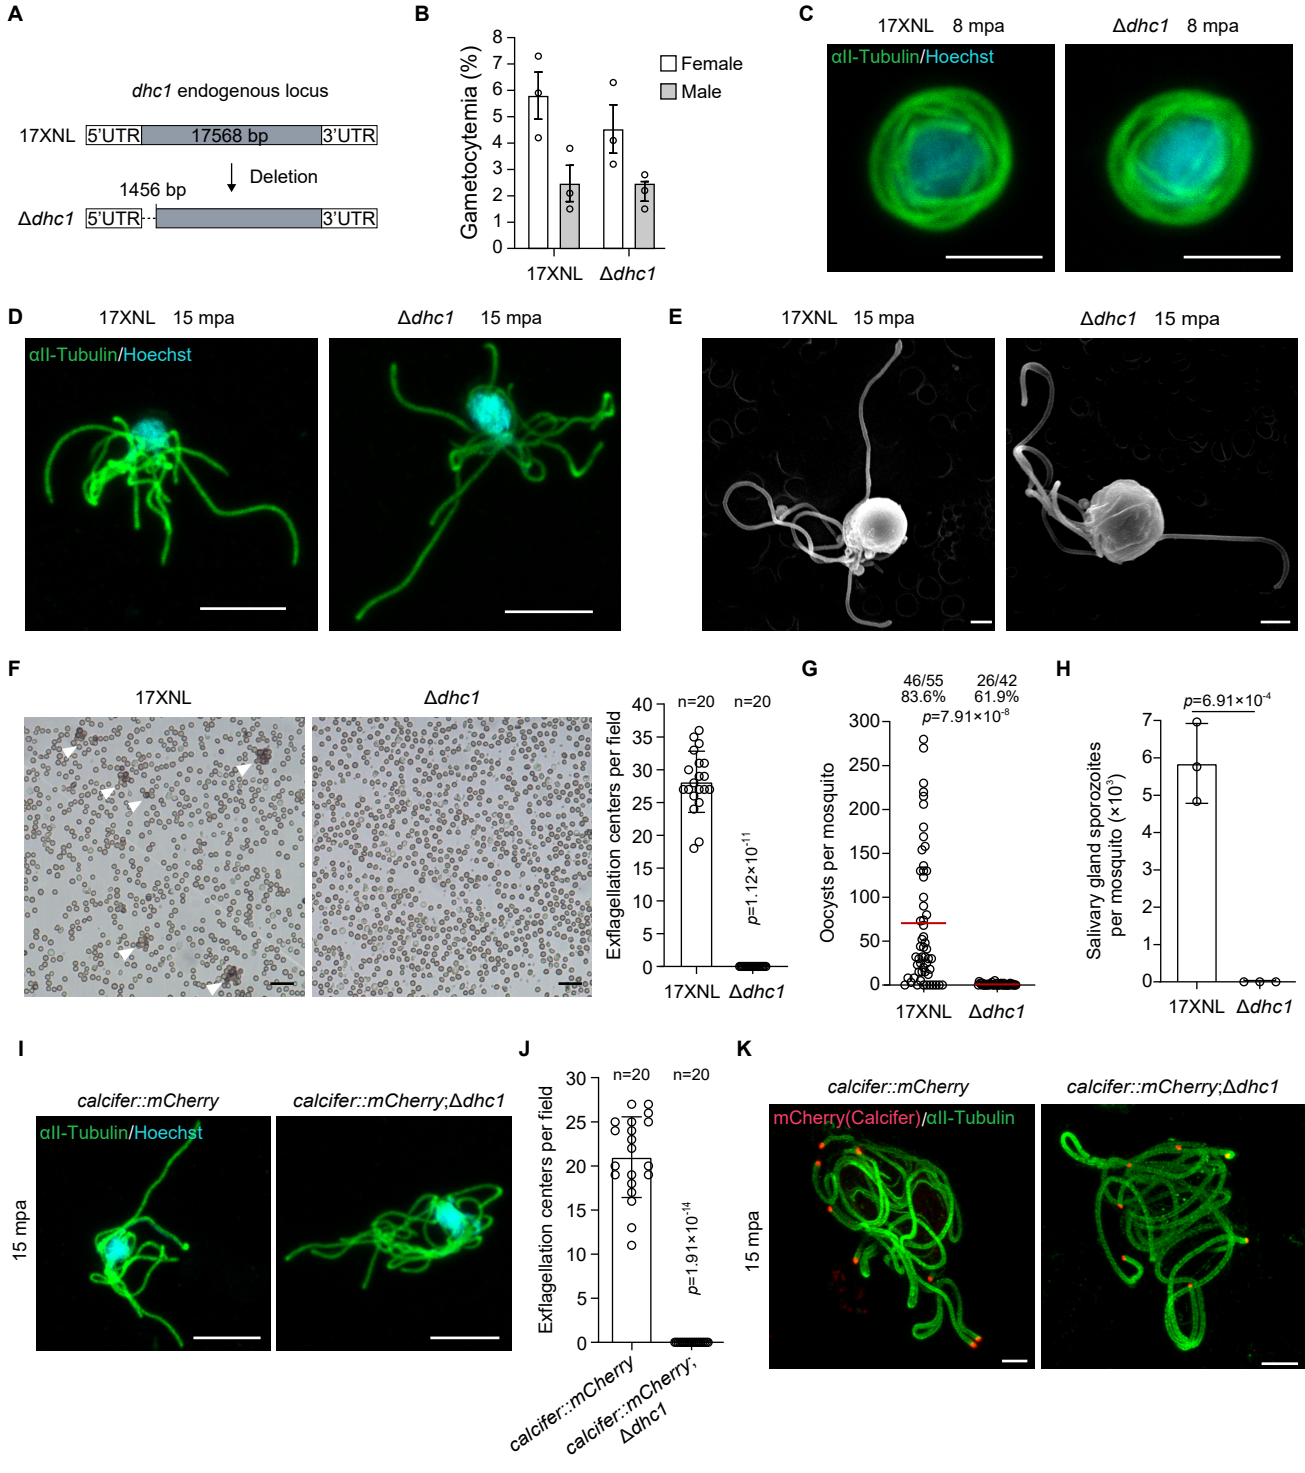 A
dhc1 endogenous locus
17XNL 5'UTR 17568 bp 3'UTR
Deletion
1456 bp
Δdhc1 5'UTR 3'UTR
B
Gametocytemia (%)
8
7
6
5
4
3
2
1
0
Female
Male
17XNL Δdhc1
C
17XNL 8 mpa Δdhc1 8 mpa
αII-Tubulin/Hoechst
D
17XNL 15 mpa Δdhc1 15 mpa
αII-Tubulin/Hoechst
E
17XNL 15 mpa Δdhc1 15 mpa
F
17XNL Δdhc1
Exflagellation centers per field
40
35
30
25
20
15
10
5
0
n=20 n=20
p=1.12×10⁻¹¹
17XNL Δdhc1
G
46/55 26/42
83.6% 61.9%
p=7.91×10⁻⁸
Oocysts per mosquito
300
250
200
150
100
50
0
17XNL Δdhc1
H
p=6.91×10⁻⁴
Salivary gland sporozoites
per mosquito (×10³)
7
6
5
4
3
2
1
0
17XNL Δdhc1
I
calcifer::mCherry calcifer::mCherry;Δdhc1
αII-Tubulin/Hoechst
15 mpa
J
Exflagellation centers per field
30
25
20
15
10
5
0
n=20 n=20
p=1.91×10⁻¹⁴
calcifer::mCherry
calcifer::mCherry;
Δdhc1
K
calcifer::mCherry calcifer::mCherry;Δdhc1
mCherry(Calcifer)/αII-Tubulin
15 mpa